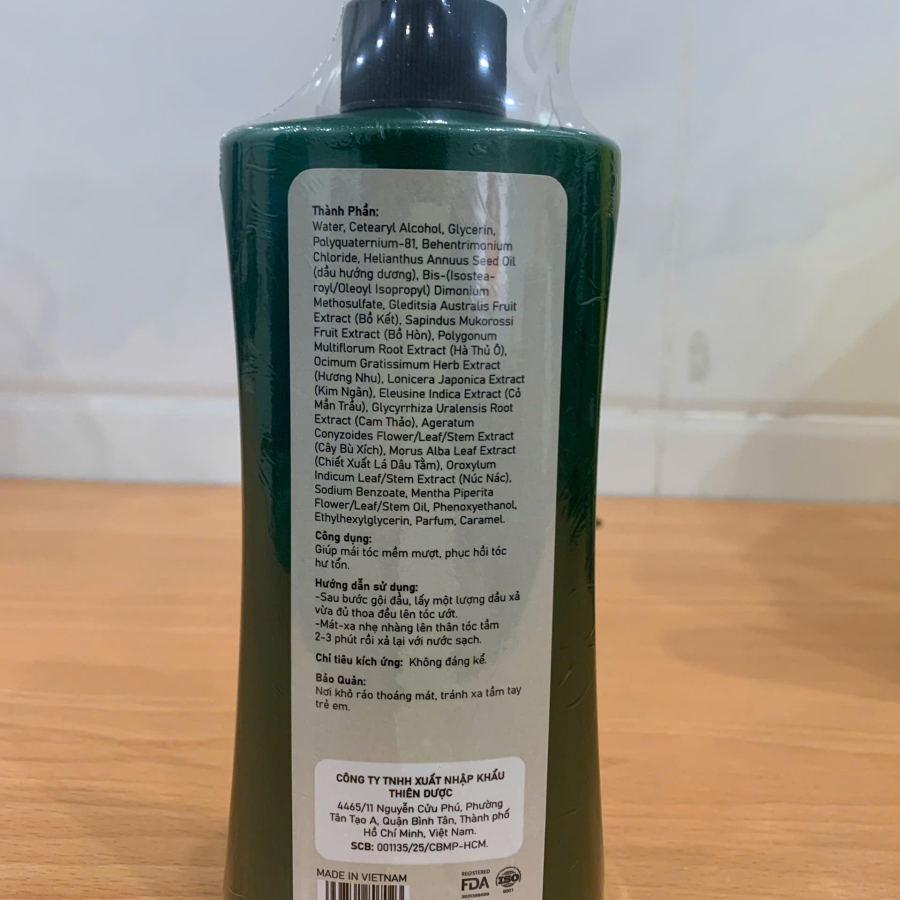 Thành Phần:
Water, Cetearyl Alcohol, Glycerin,
Polyquaternium-81, Behentrimonium
Chloride, Helianthus Annuus Seed Oil
(dầu hướng dương), Bis-(Isostea-
royl/Oleoyl Isopropyl) Dimonium
Methosulfate, Gleditsia Australis Fruit
Extract (Bồ Kết), Sapindus Mukorossi
Fruit Extract (Bồ Hòn), Polygonum
Multiflorum Root Extract (Hà Thủ Ô),
Ocimum Gratissimum Herb Extract
(Hương Nhu), Lonicera Japonica Extract
(Kim Ngân), Eleusine Indica Extract (Cỏ
Mần Trầu), Glycyrrhiza Uralensis Root
Extract (Cam Thảo), Ageratum
Conyzoides Flower/Leaf/Stem Extract
(Cây Bù Xích), Morus Alba Leaf Extract
(Chiết Xuất Lá Dâu Tằm), Oroxylum
Indicum Leaf/Stem Extract (Núc Nác),
Sodium Benzoate, Mentha Piperita
Flower/Leaf/Stem Oil, Phenoxyethanol,
Ethylhexylglycerin, Parfum, Caramel.
Công dụng:
Giúp mái tóc mềm mượt, phục hồi tóc
hư tổn.
Hướng dẫn sử dụng:
-Sau bước gội đầu, lấy một lượng dầu xả
vừa đủ thoa đều lên tóc ướt.
-Mát-xa nhẹ nhàng lên thân tóc tầm
2-3 phút rồi xả lại với nước sạch.
Chỉ tiêu kích ứng: Không đáng kể.
Bảo Quản:
Nơi khô ráo thoáng mát, tránh xa tầm tay
trẻ em.
CÔNG TY TNHH XUẤT NHẬP KHẨU
THIÊN DƯỢC
4465/11 Nguyễn Cửu Phú, Phường
Tân Tạo A, Quận Bình Tân, Thành phố
Hồ Chí Minh, Việt Nam.
SCB: 001135/25/CBMP-HCM.
MADE IN VIETNAM
REGISTERED
FDA
ISO
9001